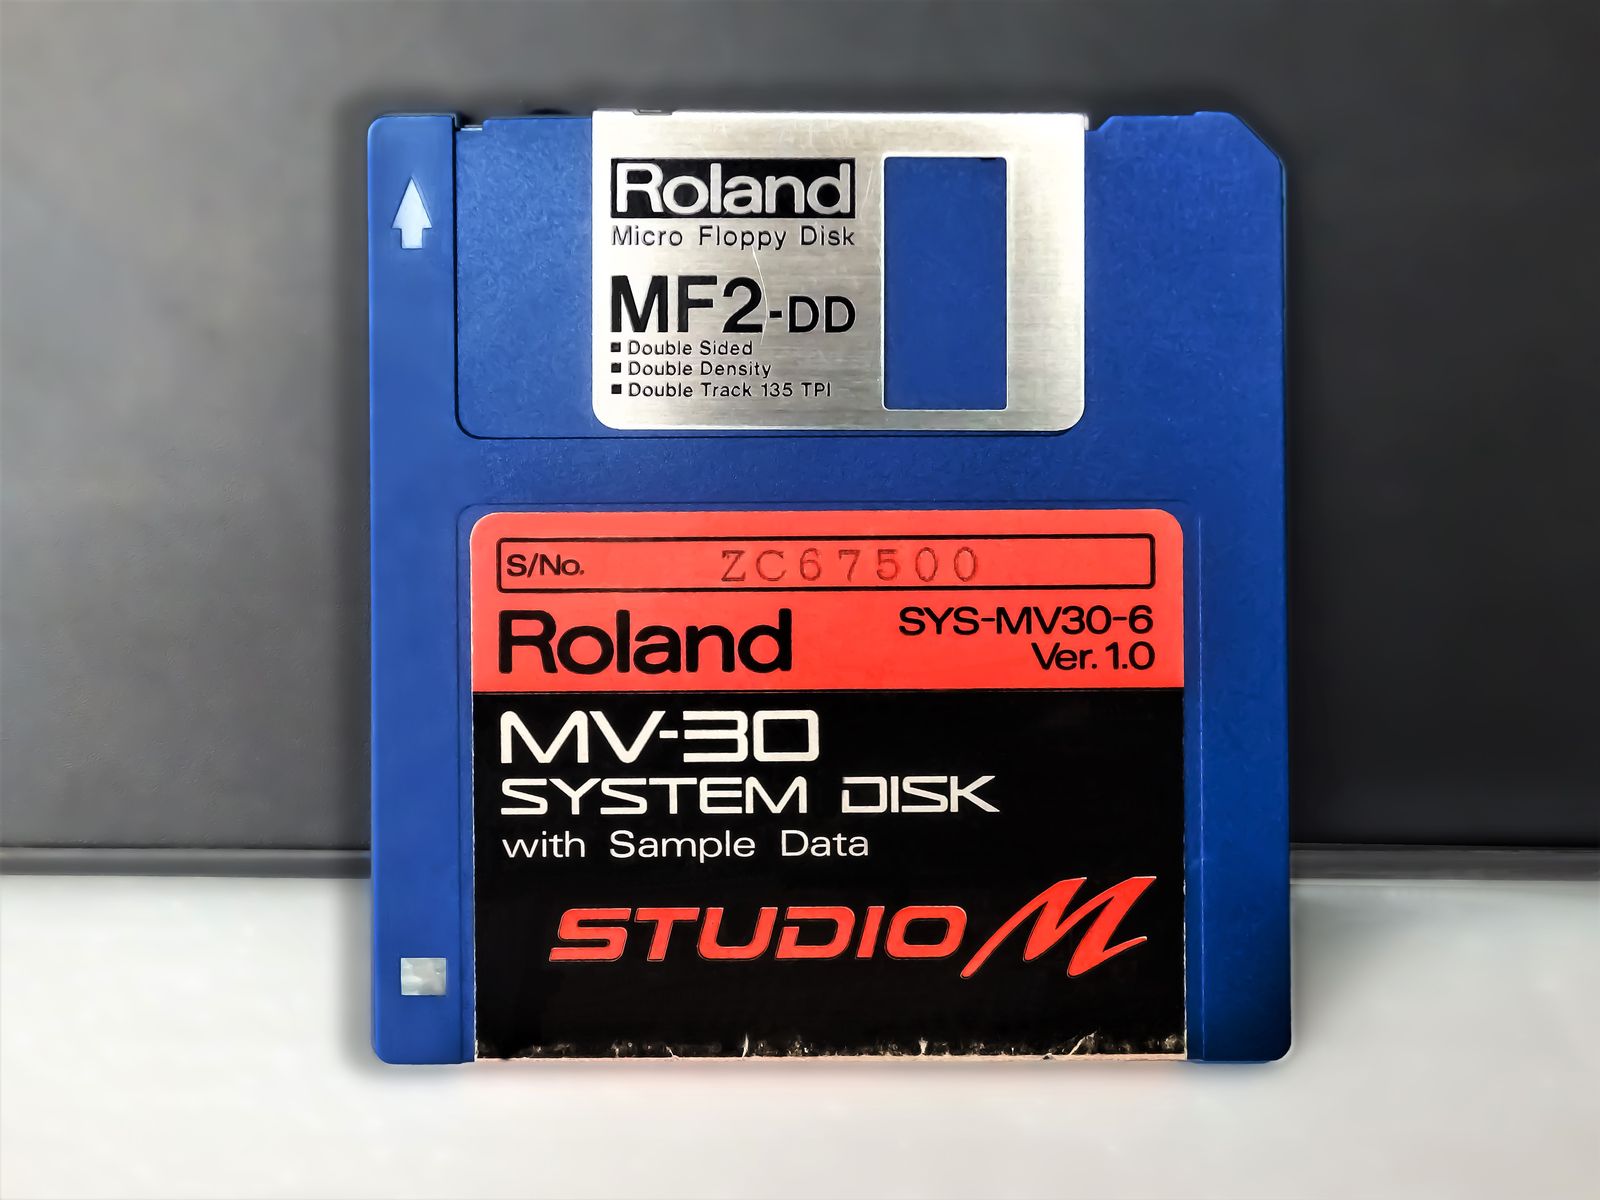 Roland
Micro Floppy Disk
MF2-DD
Double Sided
Double Density
Double Track 135 TPI
S/No. ZC67500
Roland
SYS-MV30-6
Ver. 1.0
MV-30
SYSTEM DISK
with Sample Data
STUDIO M